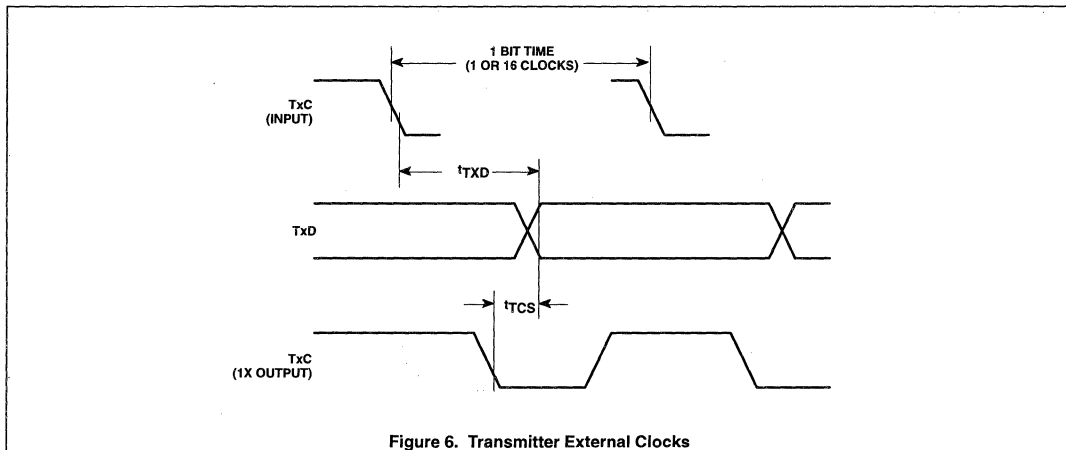 1 BIT TIME
(1 OR 16 CLOCKS)
TxC
(INPUT)
tTXD
TxD
tTCS
TxC
(1X OUTPUT)
Figure 6. Transmitter External Clocks